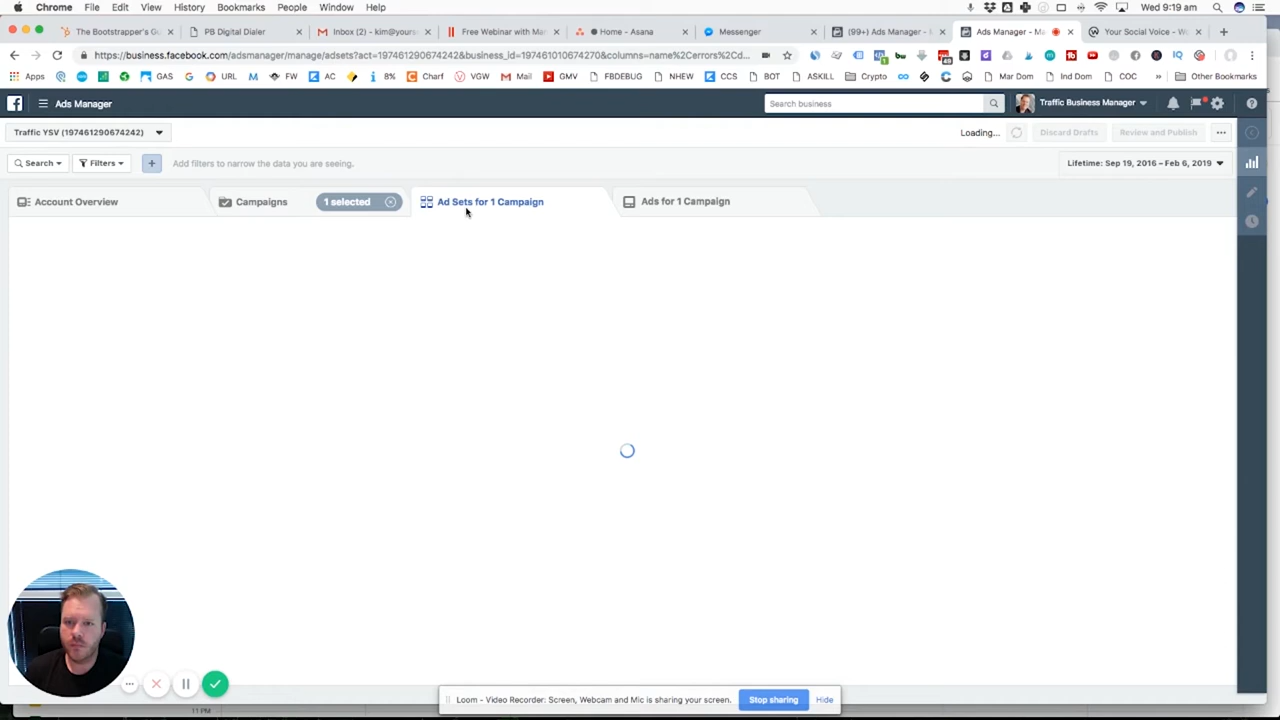 Chrome File Edit View History Bookmarks People Window Help Wed 9:19 am
The Bootstrapper's Gu PB Digital Dialer Inbox (2) - kim@yours Free Webinar with Mar Home - Asana Messenger (99+) Ads Manager - Ads Manager - Ma Your Social Voice - Wo
https://business.facebook.com/adsmanager/manage/adsets?act=197461290674242&business_id=197461010674270&columns=name%2Cerrors%2Cd...
Apps GAS URL AC FW 8% Charf VGW Mail GMV FBDEBUG NHEW CCS BOT ASKILL Crypto Mar Dom Ind Dom COC » Other Bookmarks
Ads Manager Search business Traffic Business Manager
Traffic YSV (197461290674242) Loading... Discard Drafts Review and Publish
Search Filters + Add filters to narrow the data you are seeing. Lifetime: Sep 19, 2016 – Feb 6, 2019
Account Overview Campaigns 1 selected Ad Sets for 1 Campaign Ads for 1 Campaign
Loom - Video Recorder: Screen, Webcam and Mic is sharing your screen. Stop sharing Hide
11 PM